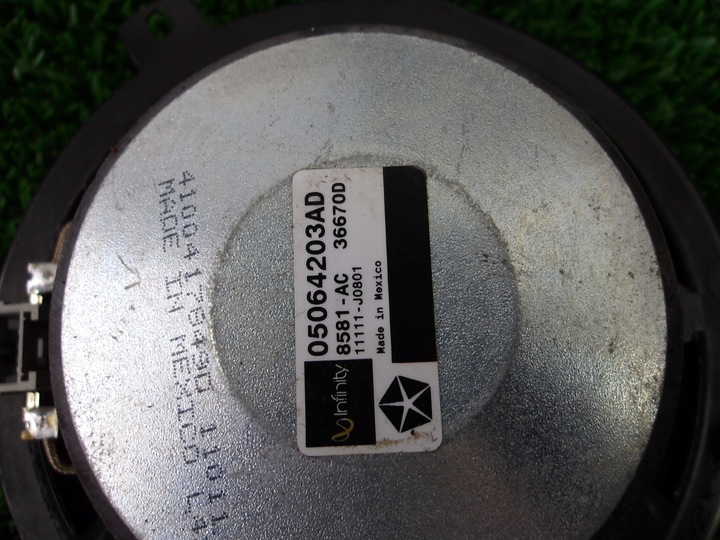 05064203AD
8581-AC 36670D
11111-J0801
Made in Mexico
Infinity
MADE IN MEXICO